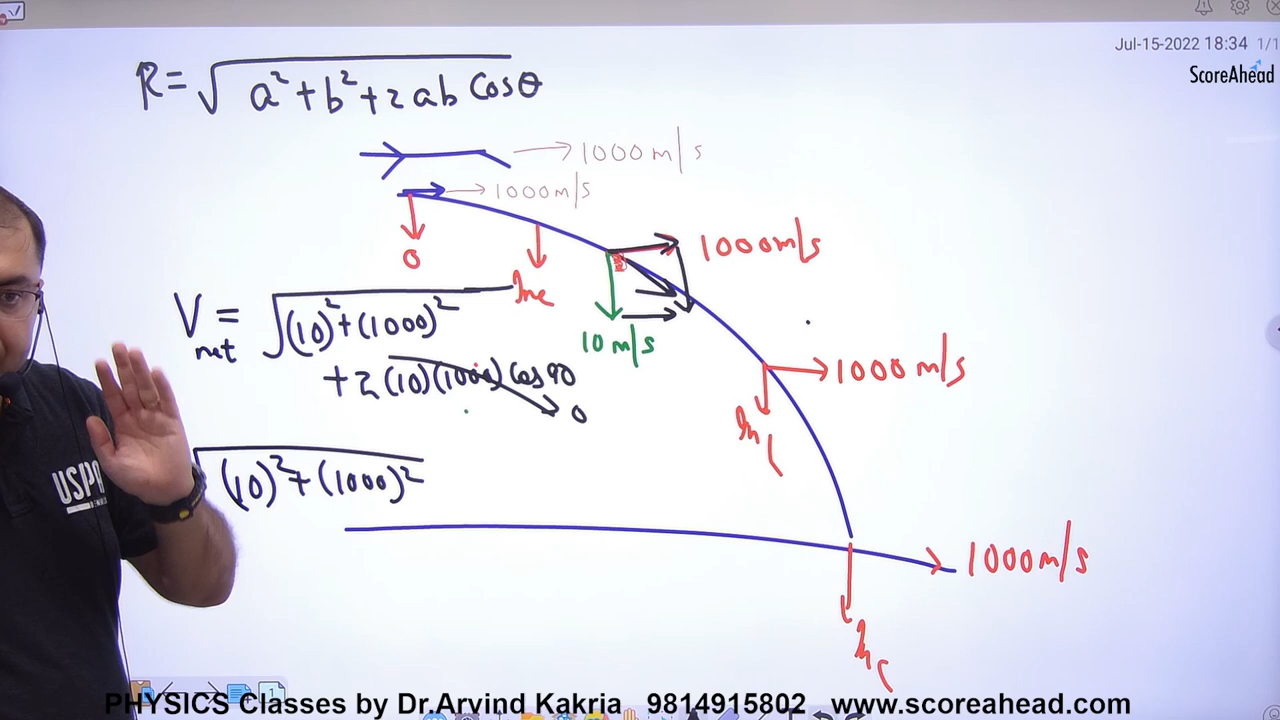 Jul-15-2022 18:34 1/1
ScoreAhead
R = √a² + b² + 2ab Cosθ
1000 m/s
1000 m/s
0
Inc
1000 m/s
10 m/s
V net = √(10)² + (1000)²
+ 2(10)(1000) Cos 90
0
1000 m/s
√(10)² + (1000)²
1000 m/s
USPA
PHYSICS Classes by Dr.Arvind Kakria 9814915802 www.scoreahead.com